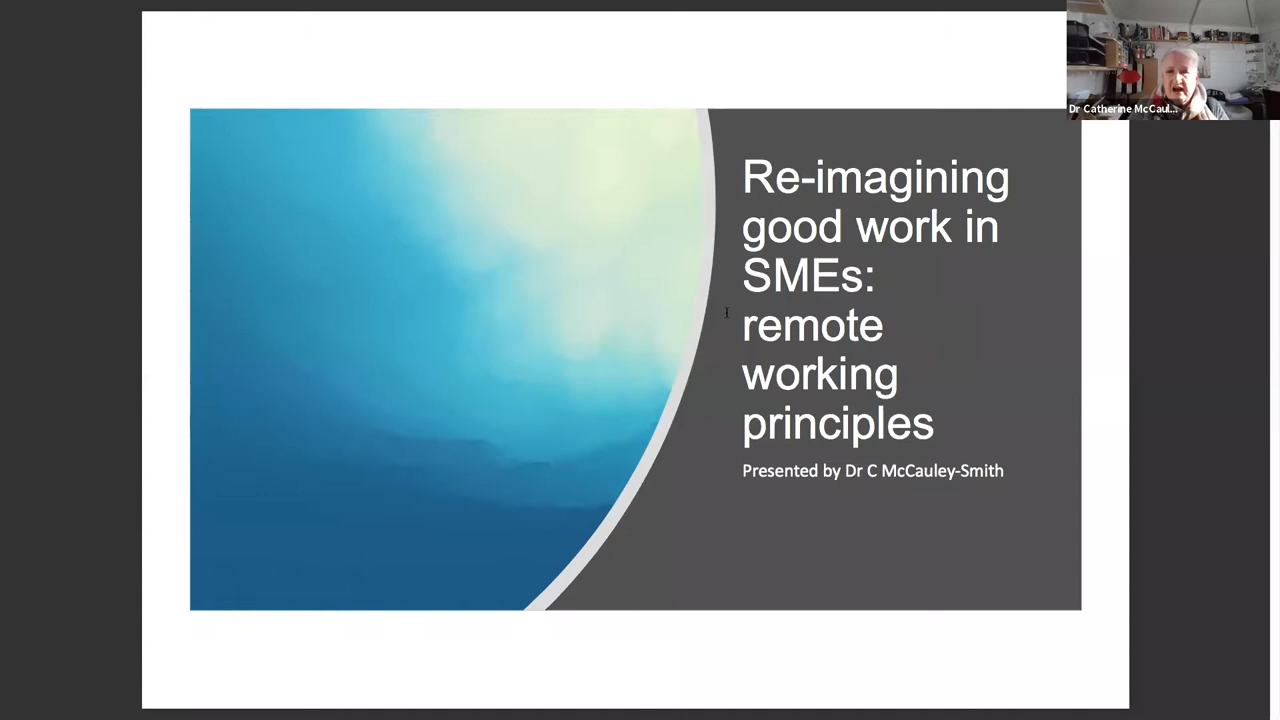 Dr Catherine McCaul...
Re-imagining
good work in
SMEs:
remote
working
principles
Presented by Dr C McCauley-Smith